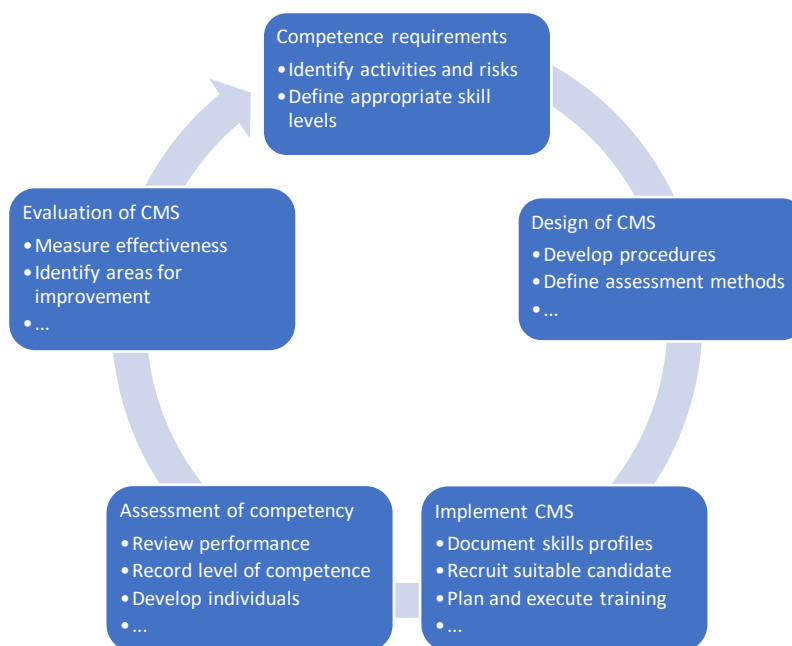 Competence requirements
• Identify activities and risks
• Define appropriate skill
levels
Design of CMS
• Develop procedures
• Define assessment methods
• ...
Implement CMS
• Document skills profiles
• Recruit suitable candidate
• Plan and execute training
• ...
Assessment of competency
• Review performance
• Record level of competence
• Develop individuals
• ...
Evaluation of CMS
• Measure effectiveness
• Identify areas for
improvement
• ...